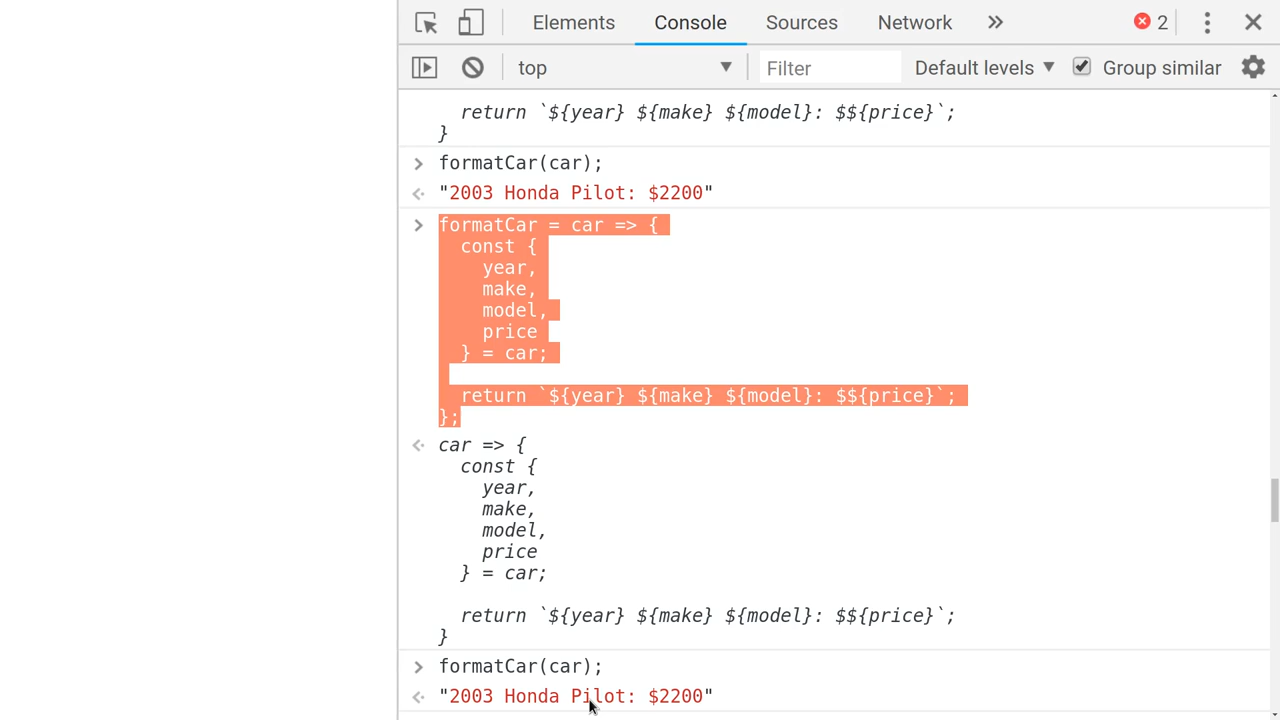 Elements Console Sources Network » 2
top Filter Default levels Group similar
return `${year} ${make} ${model}: $${price}`;
}
formatCar(car);
"2003 Honda Pilot: $2200"
formatCar = car => {
const {
year,
make,
model,
price
} = car;
return `${year} ${make} ${model}: $${price}`;
};
car => {
const {
year,
make,
model,
price
} = car;
return `${year} ${make} ${model}: $${price}`;
}
formatCar(car);
"2003 Honda Pilot: $2200"